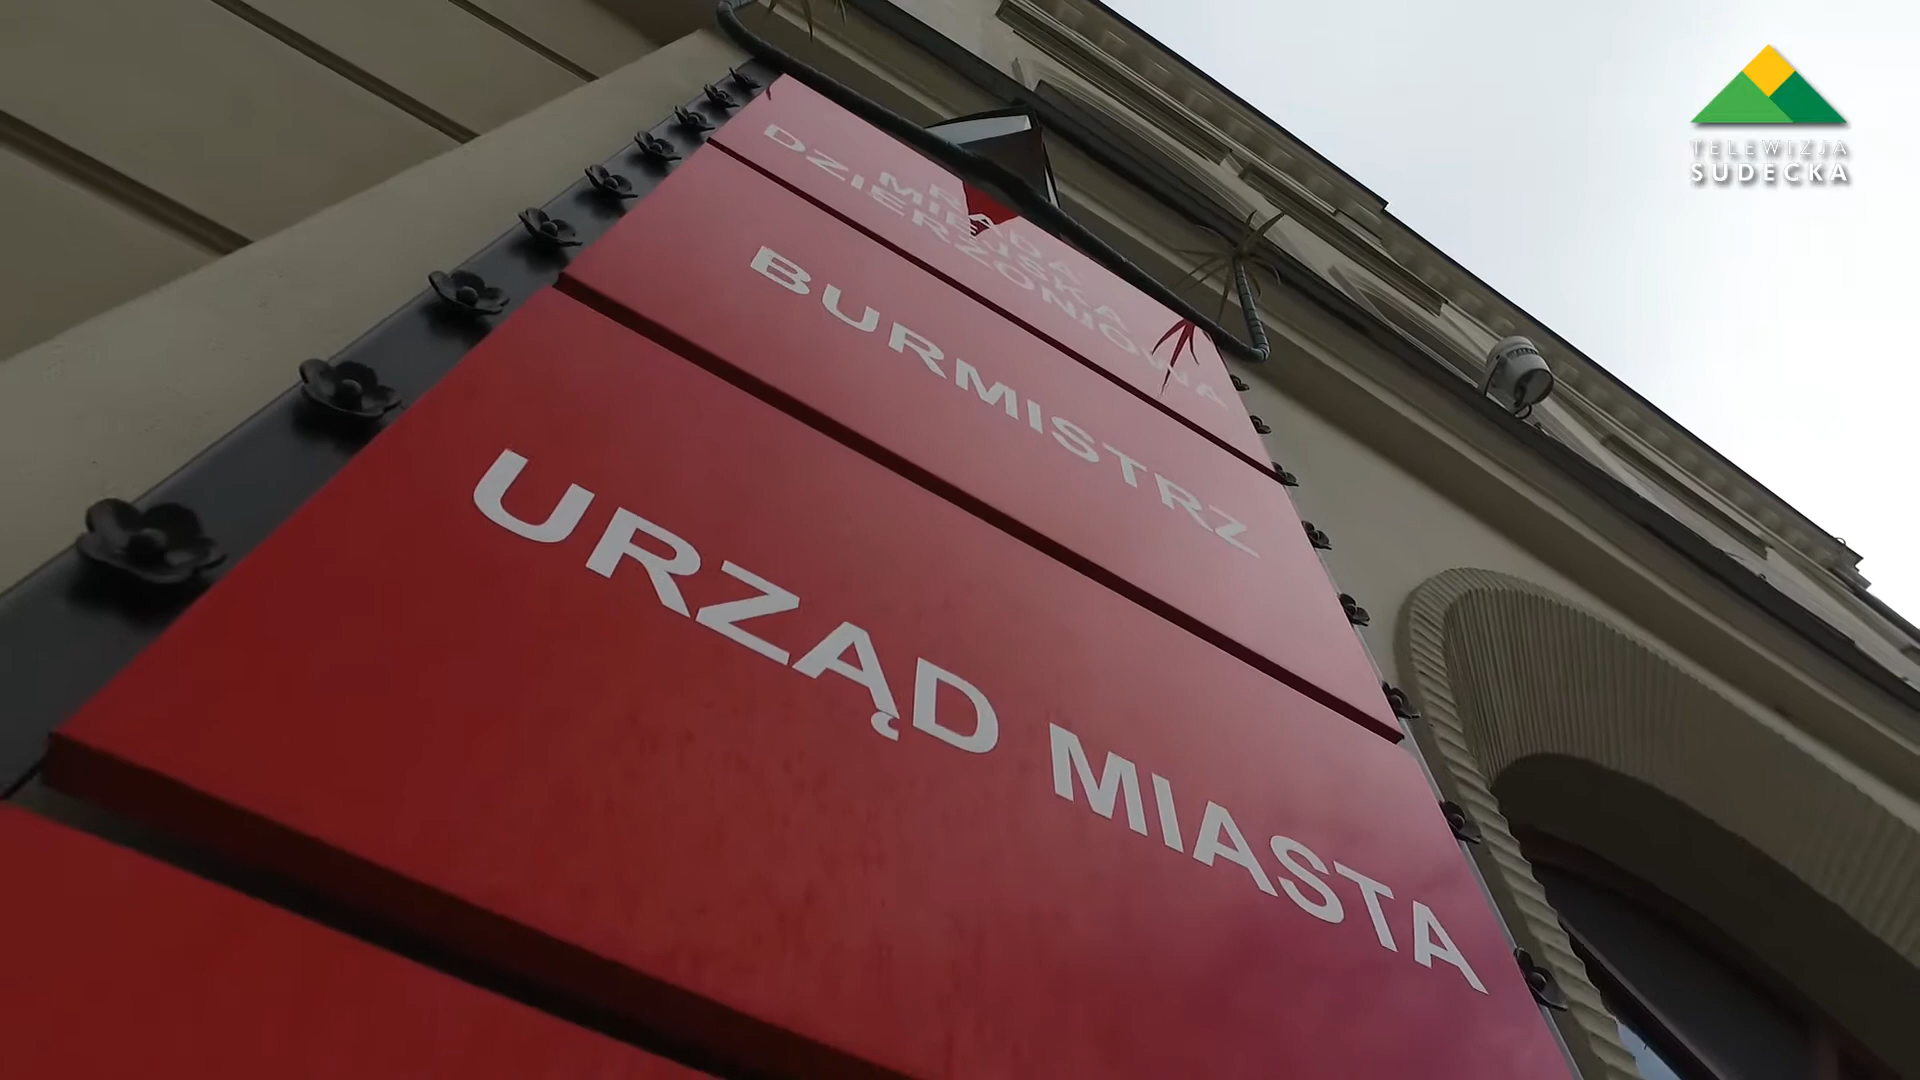 RADA
MIEJSKA
DZIERŻONIOWA
BURMISTRZ
URZĄD MIASTA
TELEWIZJA
SUDECKA